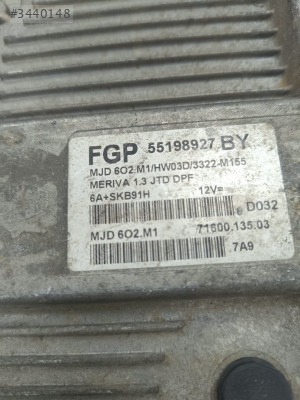 #3440148
FGP 55198927 BY
MJD 6O2.M1/HW03D/3322-M155
MERIVA 1.3 JTD DPF
6A+SKB91H 12V=
D032
MJD 6O2.M1 71600.135.03
7A9